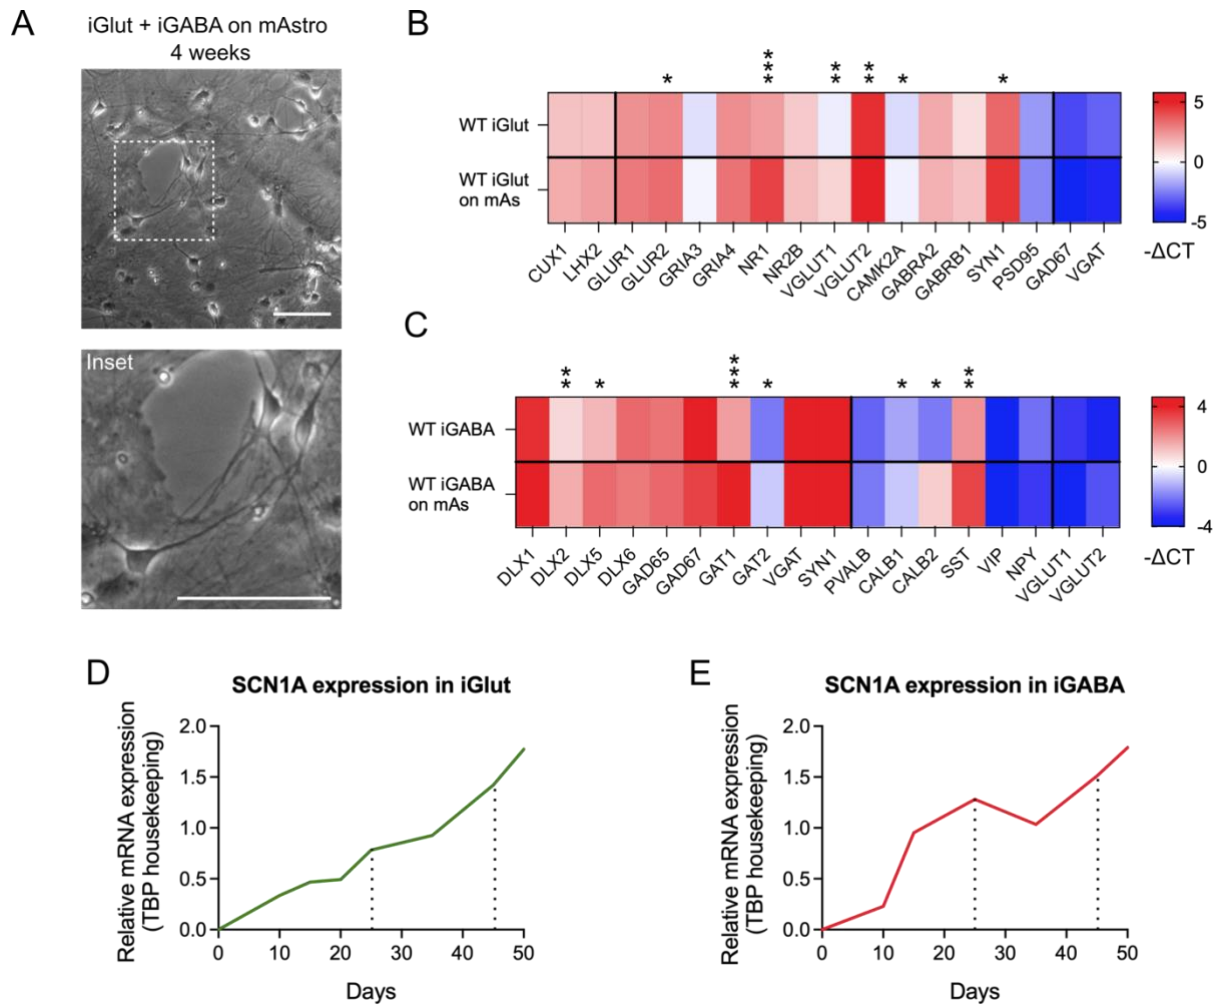 A
iGlut + iGABA on mAstro
4 weeks
Inset
B
*
***
**
**
*
*
WT iGlut
WT iGlut
on mAs
CUX1
LHX2
GLUR1
GLUR2
GRIA3
GRIA4
NR1
NR2B
VGLUT1
VGLUT2
CAMK2A
GABRA2
GABRB1
SYN1
PSD95
GAD67
VGAT
5
0
-5
-ΔCT
C
**
*
***
*
*
*
**
WT iGABA
WT iGABA
on mAs
DLX1
DLX2
DLX5
DLX6
GAD65
GAD67
GAT1
GAT2
VGAT
SYN1
PVALB
CALB1
CALB2
SST
VIP
NPY
VGLUT1
VGLUT2
4
0
-4
-ΔCT
D
SCN1A expression in iGlut
Relative mRNA expression
(TBP housekeeping)
2.0
1.5
1.0
0.5
0.0
0 10 20 30 40 50
Days
E
SCN1A expression in iGABA
Relative mRNA expression
(TBP housekeeping)
2.0
1.5
1.0
0.5
0.0
0 10 20 30 40 50
Days